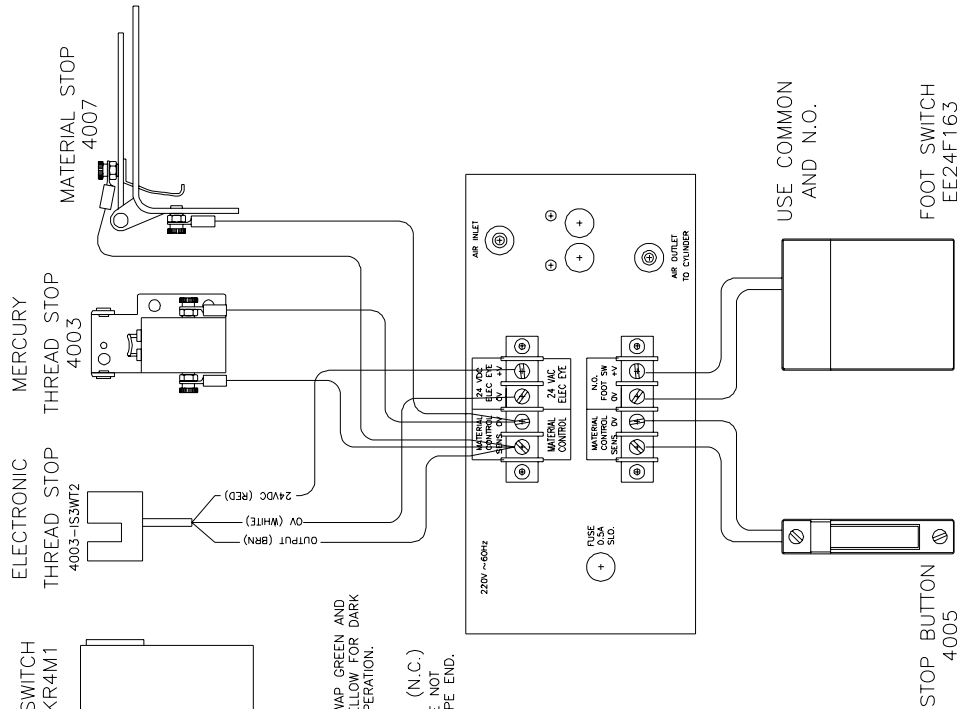 SWITCH
KR4M1
ELECTRONIC
THREAD STOP
4003-IS3WT2
MERCURY
THREAD STOP
4003
MATERIAL STOP
4007
WAP GREEN AND
ELLOW FOR DARK
PERATION.
(N.C.)
E NOT
PE END.
OUTPUT (BRN)
0V (WHITE)
24VDC (RED)
220V ~60Hz
FUSE
0.5A
SLO.
MATERIAL
CONTROL
SENS. 0V
24 VDC
ELEC EYE
0V +V
MATERIAL
CONTROL
24 VAC
ELEC EYE
MATERIAL
CONTROL
SENS. 0V
N.O.
FOOT SW
0V +V
AIR INLET
AIR OUTLET
TO CYLINDER
STOP BUTTON
4005
USE COMMON
AND N.O.
FOOT SWITCH
EE24F163